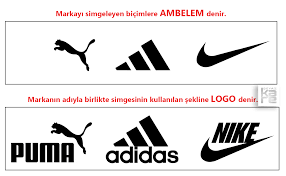 Markayı simgeleyen biçimlere AMBELEM denir.
Markanın adıyla birlikte simgesinin kullanılan şekline LOGO denir.
PUMA adidas NIKE